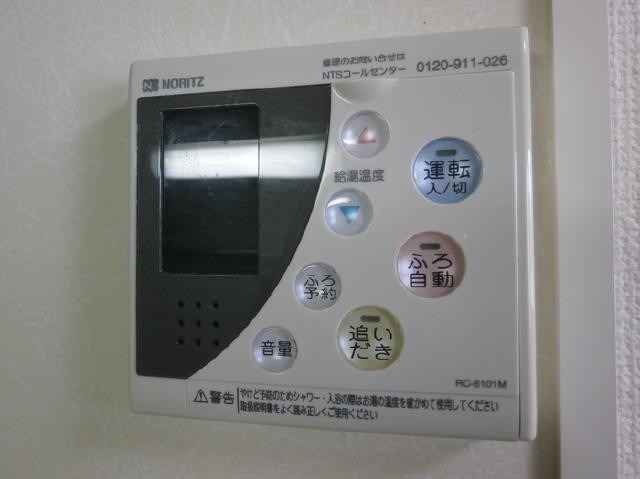 NORITZ
修理のお問い合せは
NTSコールセンター 0120-911-026
給湯温度
運転
入/切
ふろ
自動
ふろ
予約
追い
だき
音量
RC-6101M
警告
やけど予防のためシャワー・入浴の際はお湯の温度を確かめて使用してください
取扱説明書をよく読み正しくご使用ください